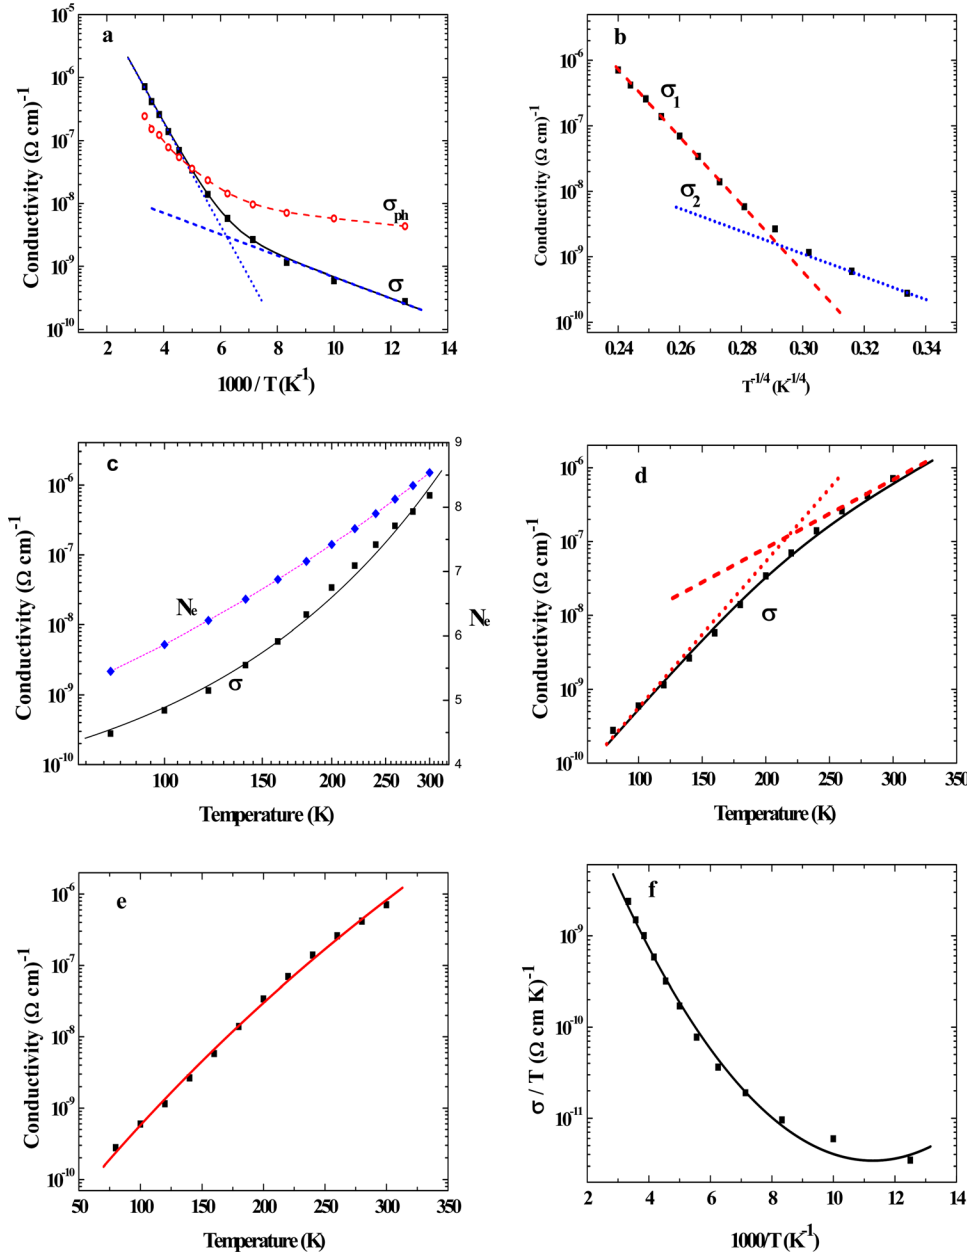 a
10^-5
10^-6
10^-7
10^-8
10^-9
10^-10
Conductivity (Ω cm)^-1
σ_ph
σ
2 4 6 8 10 12 14
1000 / T (K^-1)
b
10^-5
10^-6
10^-7
10^-8
10^-9
10^-10
Conductivity (Ω cm)^-1
σ_1
σ_2
0.24 0.26 0.28 0.30 0.32 0.34
T^-1/4 (K^-1/4)
c
10^-6
10^-7
10^-8
10^-9
10^-10
Conductivity (Ω cm)^-1
N_e
σ
9
8
7
6
5
4
N_e
100 150 200 250 300
Temperature (K)
d
10^-6
10^-7
10^-8
10^-9
10^-10
Conductivity (Ω cm)^-1
σ
100 150 200 250 300 350
Temperature (K)
e
10^-6
10^-7
10^-8
10^-9
10^-10
Conductivity (Ω cm)^-1
50 100 150 200 250 300 350
Temperature (K)
f
10^-9
10^-10
10^-11
σ / T (Ω cm K)^-1
2 4 6 8 10 12 14
1000/T (K^-1)